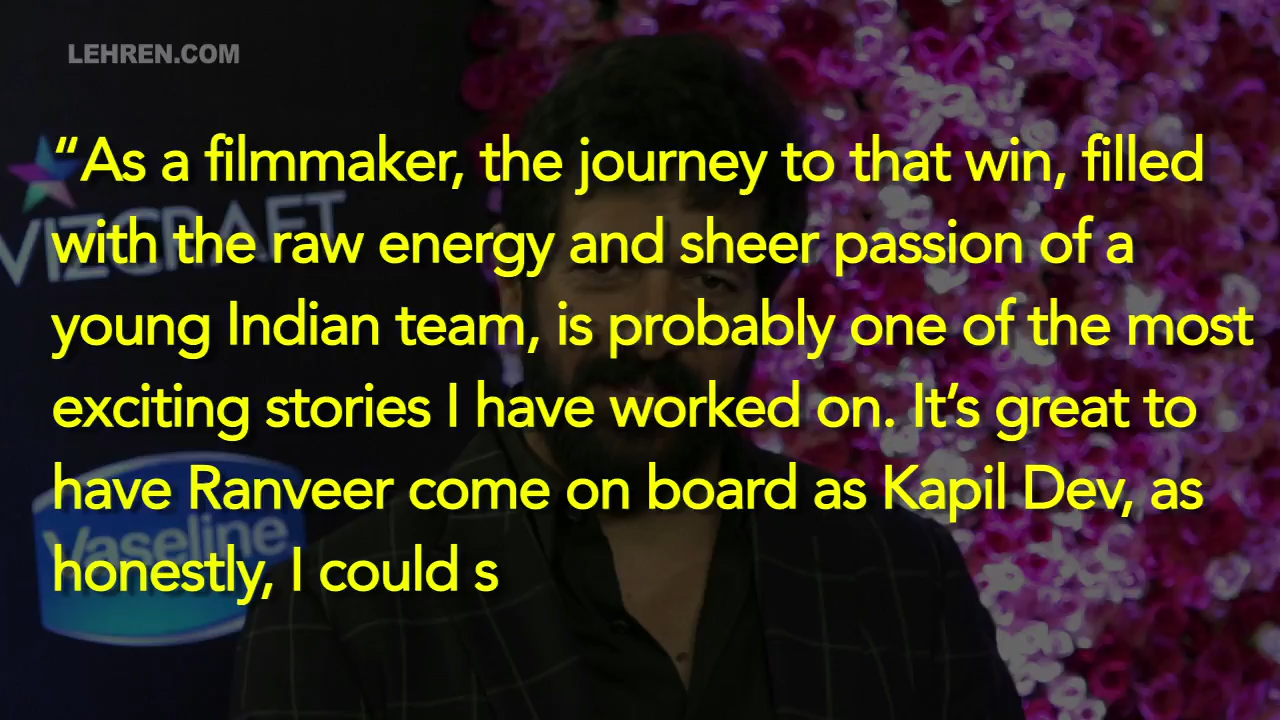 LEHREN.COM
“As a filmmaker, the journey to that win, filled
with the raw energy and sheer passion of a
young Indian team, is probably one of the most
exciting stories I have worked on. It’s great to
have Ranveer come on board as Kapil Dev, as
honestly, I could s
VIZCRAFT
Vaseline